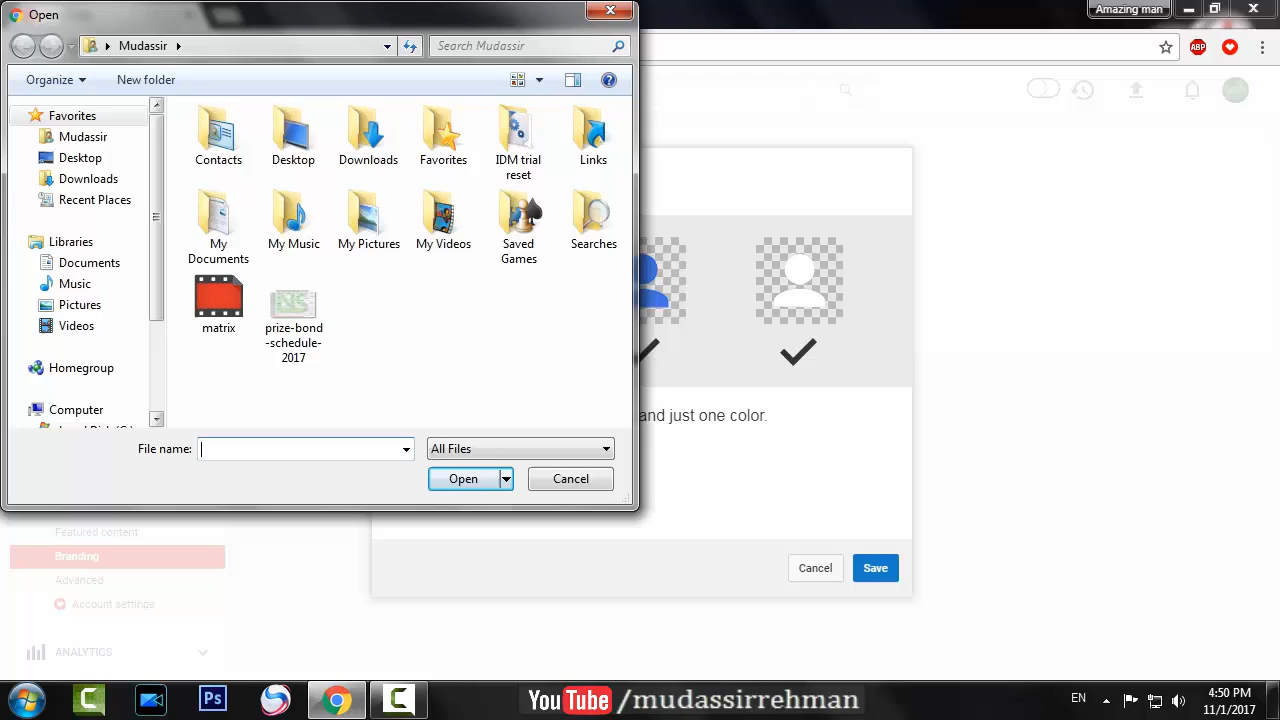 Open
Amazing man
Mudassir
Search Mudassir
ABP
Organize
New folder
Favorites
Mudassir
Desktop
Downloads
Recent Places
Libraries
Documents
Music
Pictures
Videos
Homegroup
Computer
Contacts
Desktop
Downloads
Favorites
IDM trial
reset
Links
My
Documents
My Music
My Pictures
My Videos
Saved
Games
Searches
matrix
prize-bond
-schedule-
2017
and just one color.
File name:
All Files
Open
Cancel
Featured content
Branding
Advanced
Account settings
ANALYTICS
Cancel
Save
Ps
YouTube /mudassirrehman
EN
4:50 PM
11/1/2017